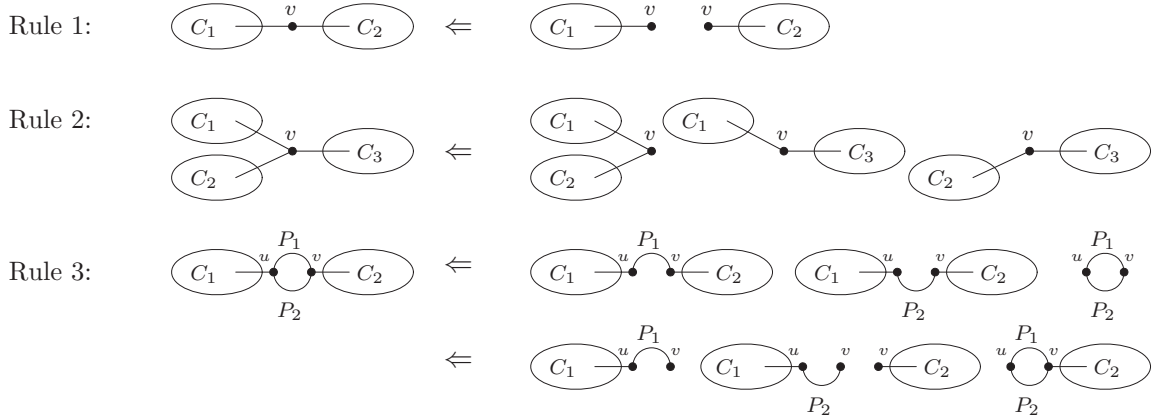 Rule 1: C₁ v C₂ ⇐ C₁ v v C₂
Rule 2: C₁ C₂ v C₃ ⇐ C₁ C₂ v C₁ v C₃ C₂ v C₃
Rule 3: C₁ u P₁ v P₂ C₂ ⇐ C₁ u P₁ v C₂ C₁ u v P₂ C₂ P₁ u v P₂
⇐ C₁ u P₁ v C₁ u v P₂ v C₂ P₁ u v P₂ C₂